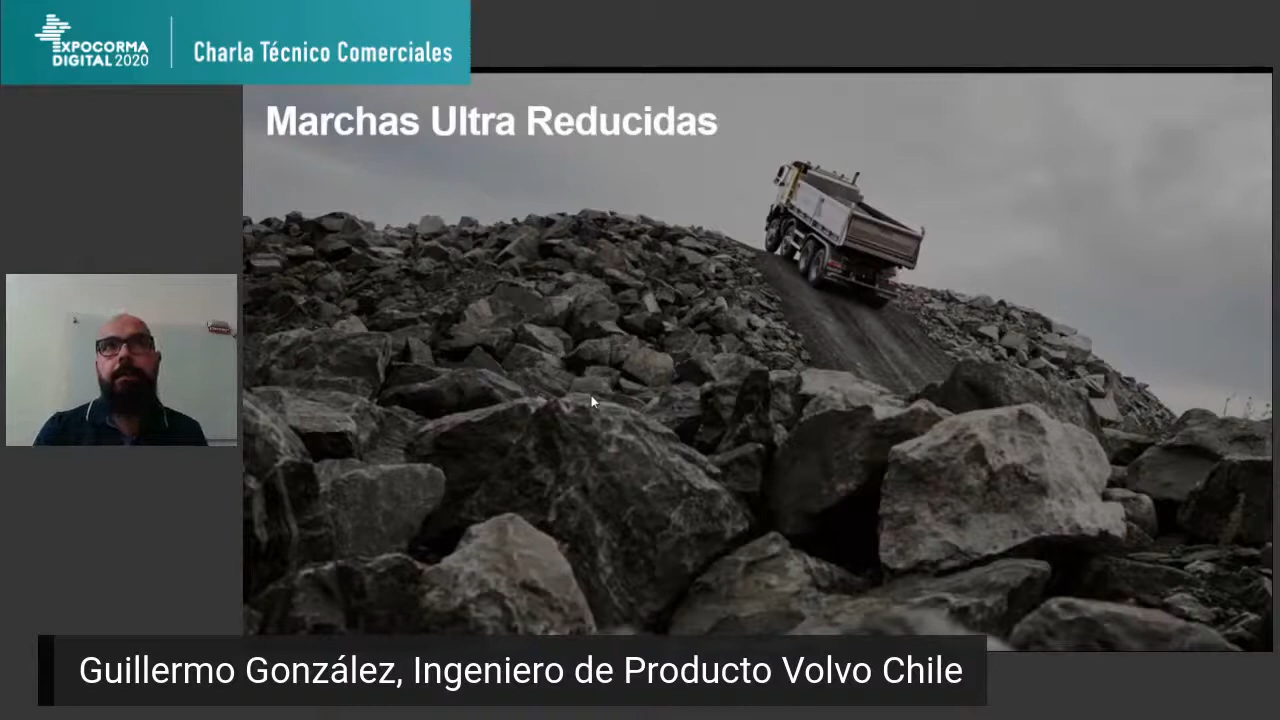 EXPOCORMA
DIGITAL 2020
Charla Técnico Comerciales
Marchas Ultra Reducidas
Guillermo González, Ingeniero de Producto Volvo Chile